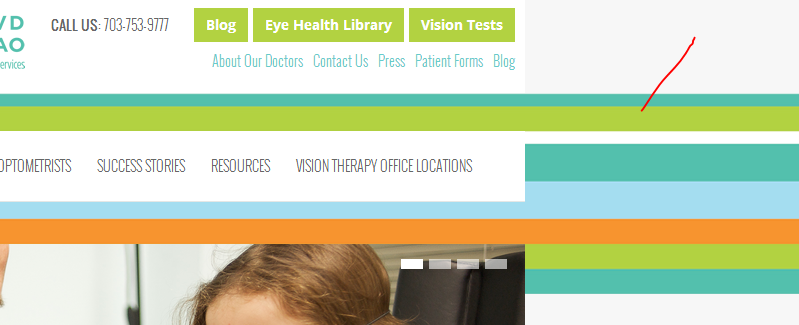 VD
CALL US: 703-753-9777
Blog
Eye Health Library
Vision Tests
AO
ervices
About Our Doctors
Contact Us
Press
Patient Forms
Blog
OPTOMETRISTS
SUCCESS STORIES
RESOURCES
VISION THERAPY OFFICE LOCATIONS